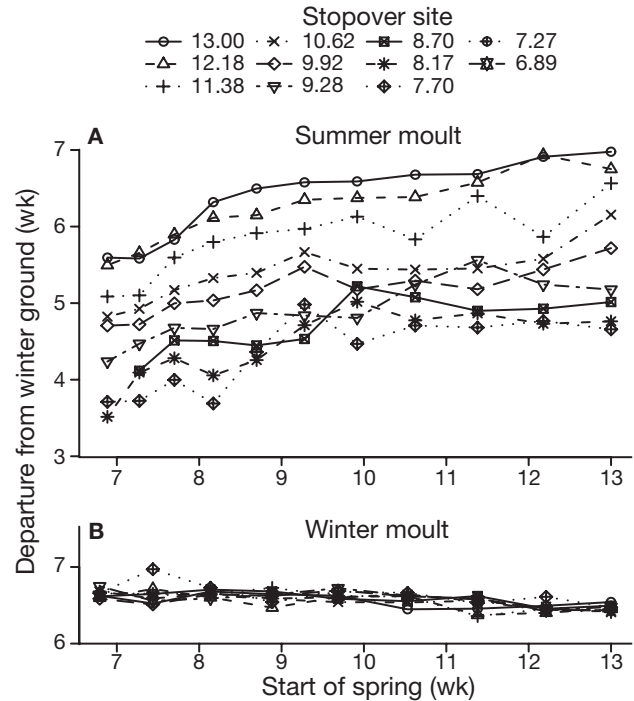 Stopover site
13.00 10.62 8.70 7.27
12.18 9.92 8.17 6.89
11.38 9.28 7.70
A Summer moult
7
6
5
4
3
7 8 9 10 11 12 13
Departure from winter ground (wk)
B Winter moult
7
6
7 8 9 10 11 12 13
Start of spring (wk)